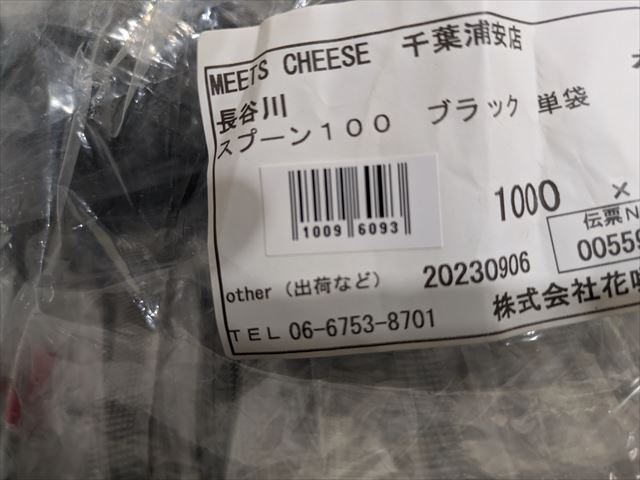 MEETS CHEESE 千葉浦安店
長谷川
スプーン100 ブラック 単袋
1000 ×
1009 6093
伝票N
0055
other (出荷など) 20230906
株式会社花
TEL 06-6753-8701